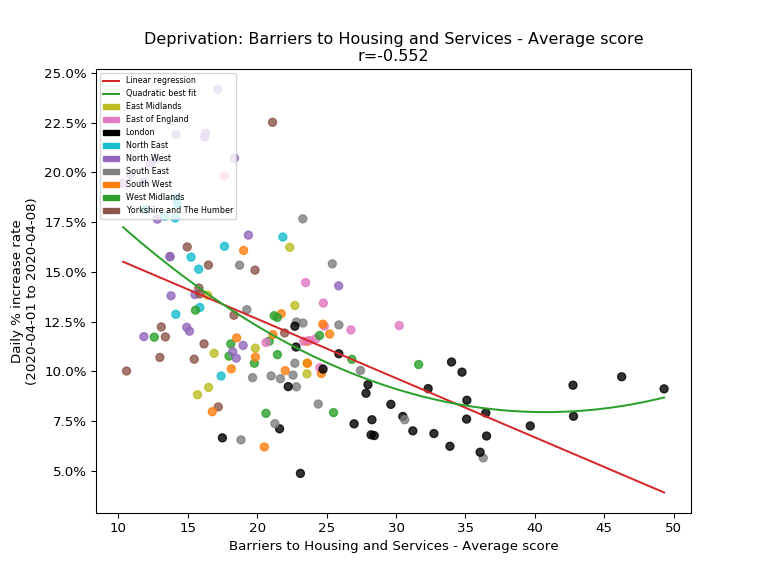 Deprivation: Barriers to Housing and Services - Average score
r=-0.552
25.0%
22.5%
20.0%
17.5%
15.0%
12.5%
10.0%
7.5%
5.0%
Daily % increase rate
(2020-04-01 to 2020-04-08)
Linear regression
Quadratic best fit
East Midlands
East of England
London
North East
North West
South East
South West
West Midlands
Yorkshire and The Humber
10 15 20 25 30 35 40 45 50
Barriers to Housing and Services - Average score